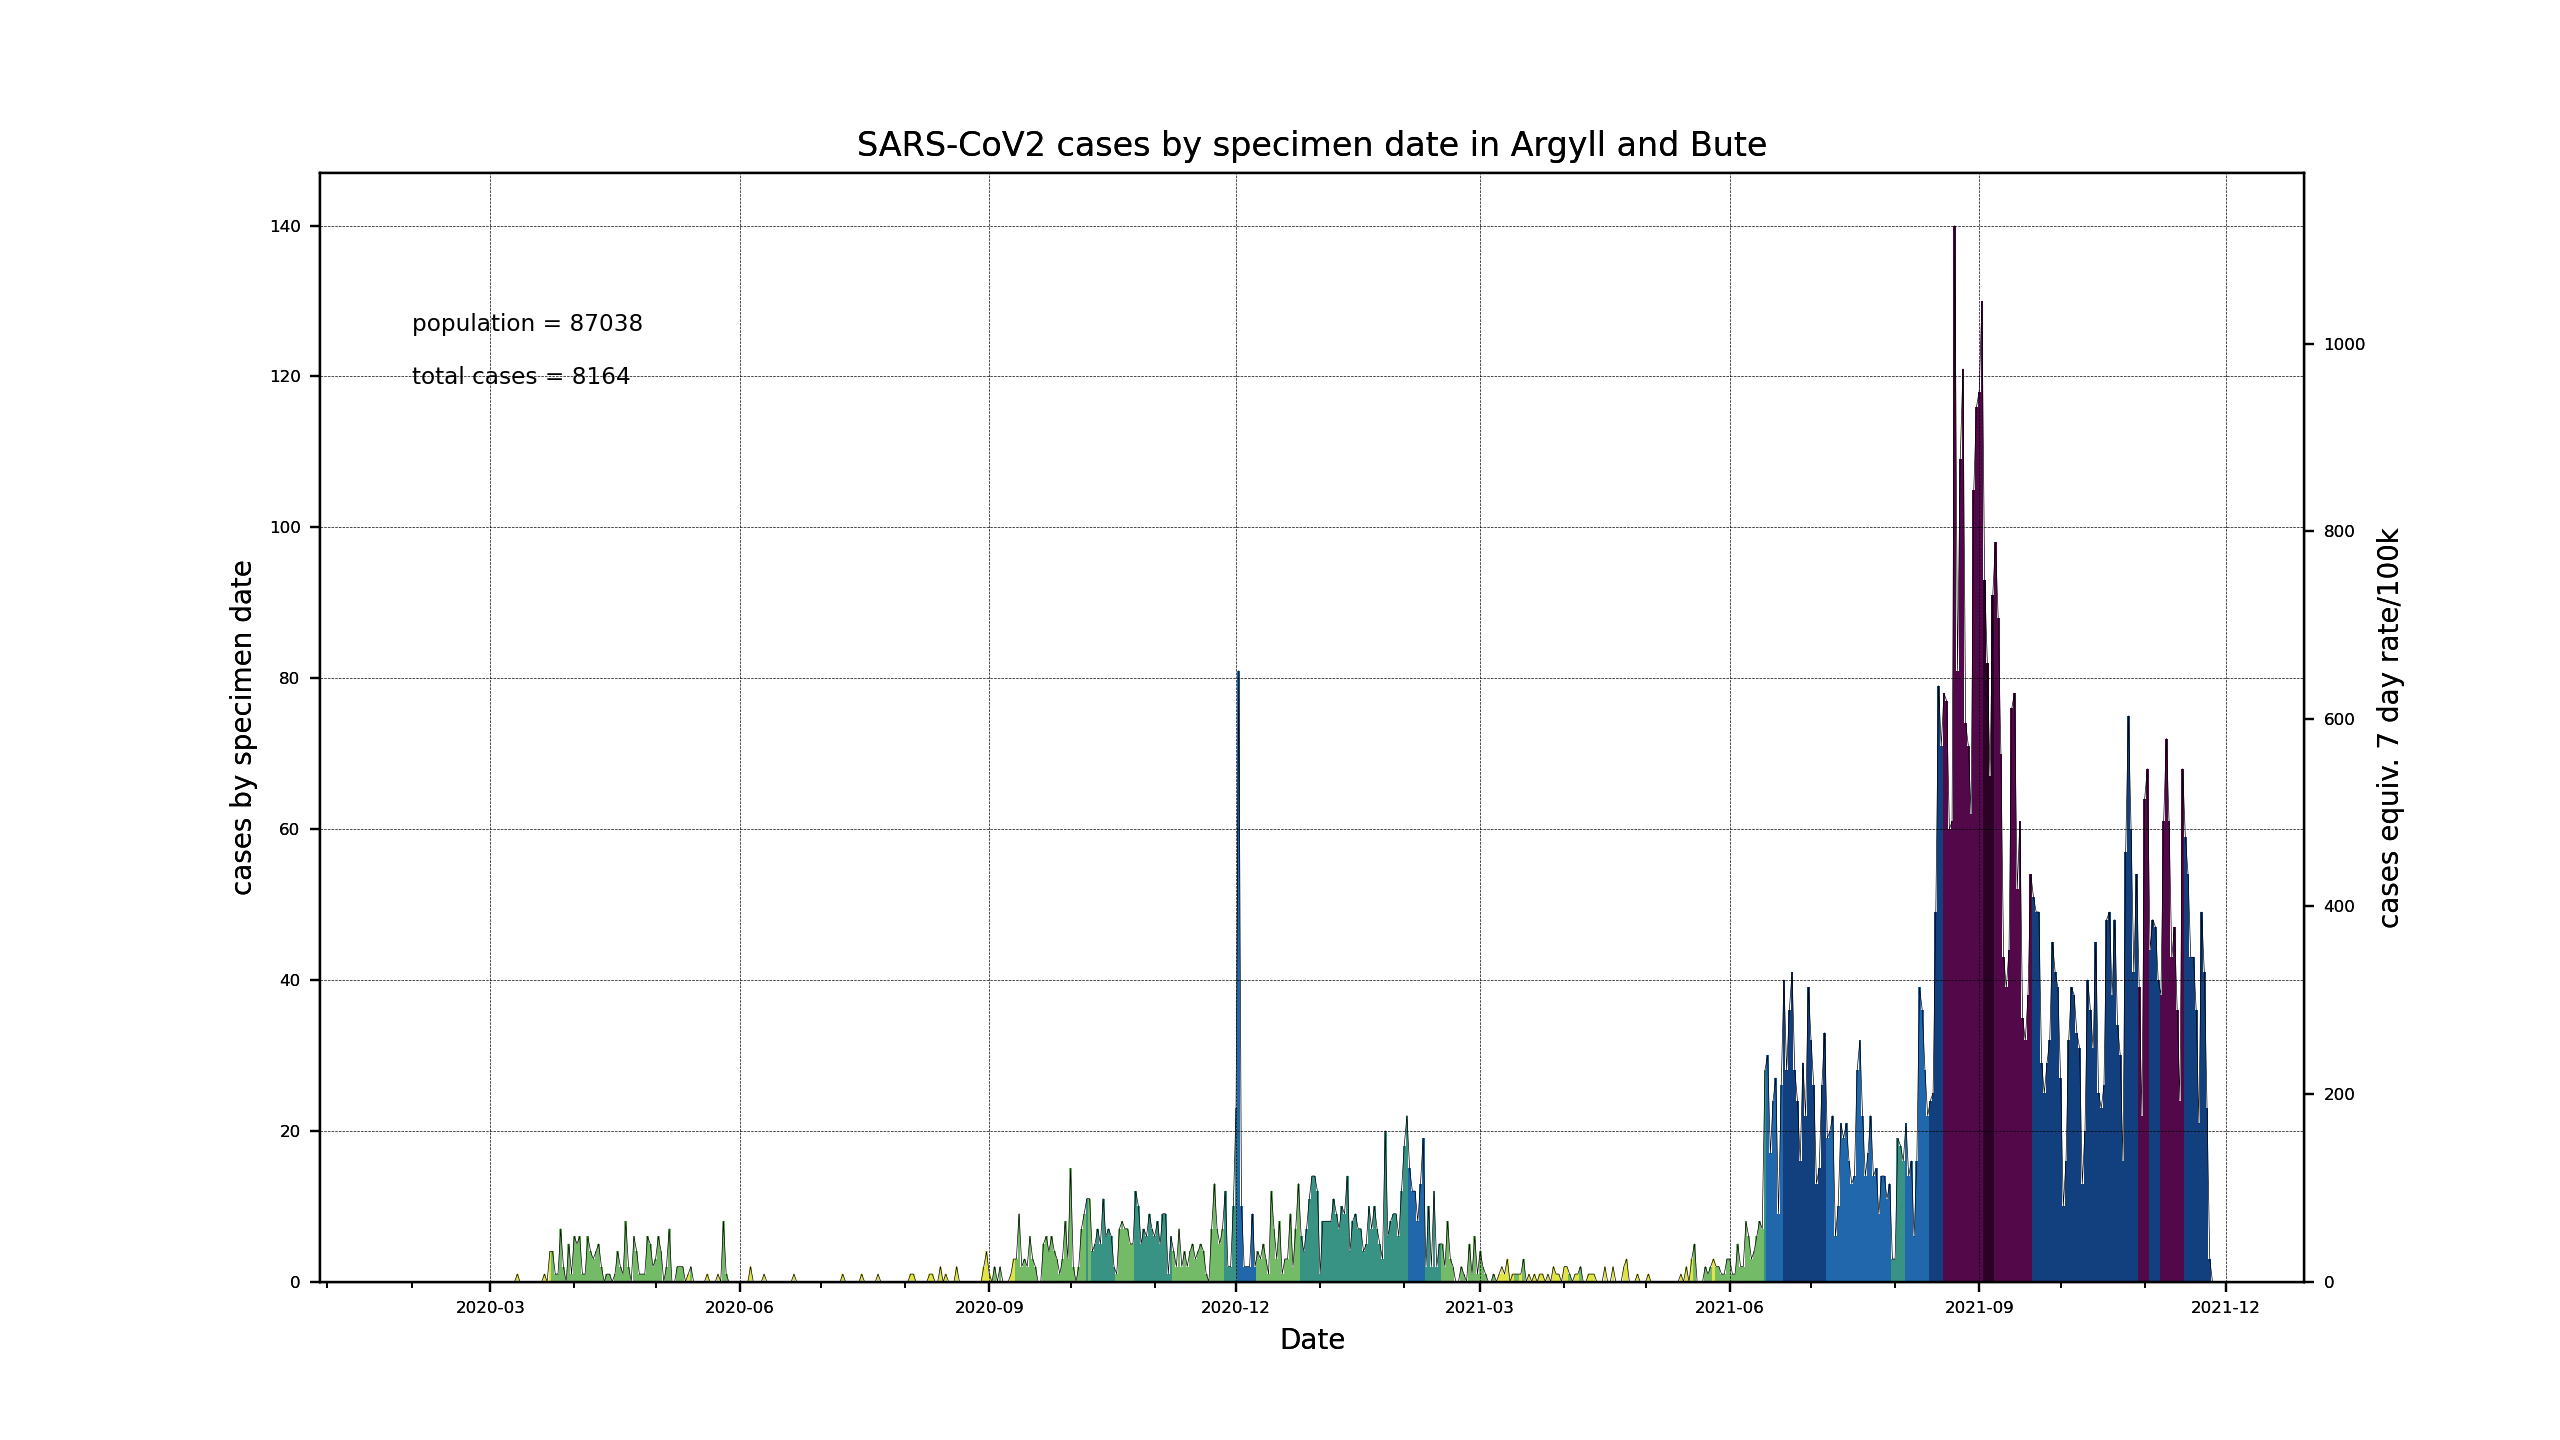 SARS-CoV2 cases by specimen date in Argyll and Bute
population = 87038
total cases = 8164
cases by specimen date
140
120
100
80
60
40
20
0
1000
800
600
400
200
0
cases equiv. 7 day rate/100k
2020-03 2020-06 2020-09 2020-12 2021-03 2021-06 2021-09 2021-12
Date